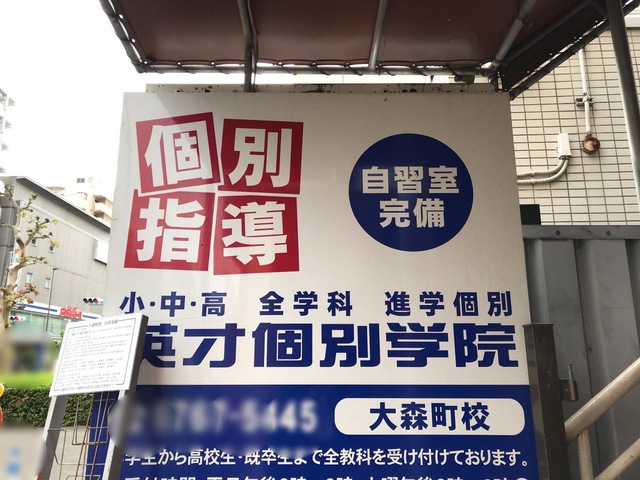 個別
指導
自習室
完備
小・中・高 全学科 進学個別
英才個別学院
5445
大森町校
学生から高校生・既卒生まで全教科を受け付けております。